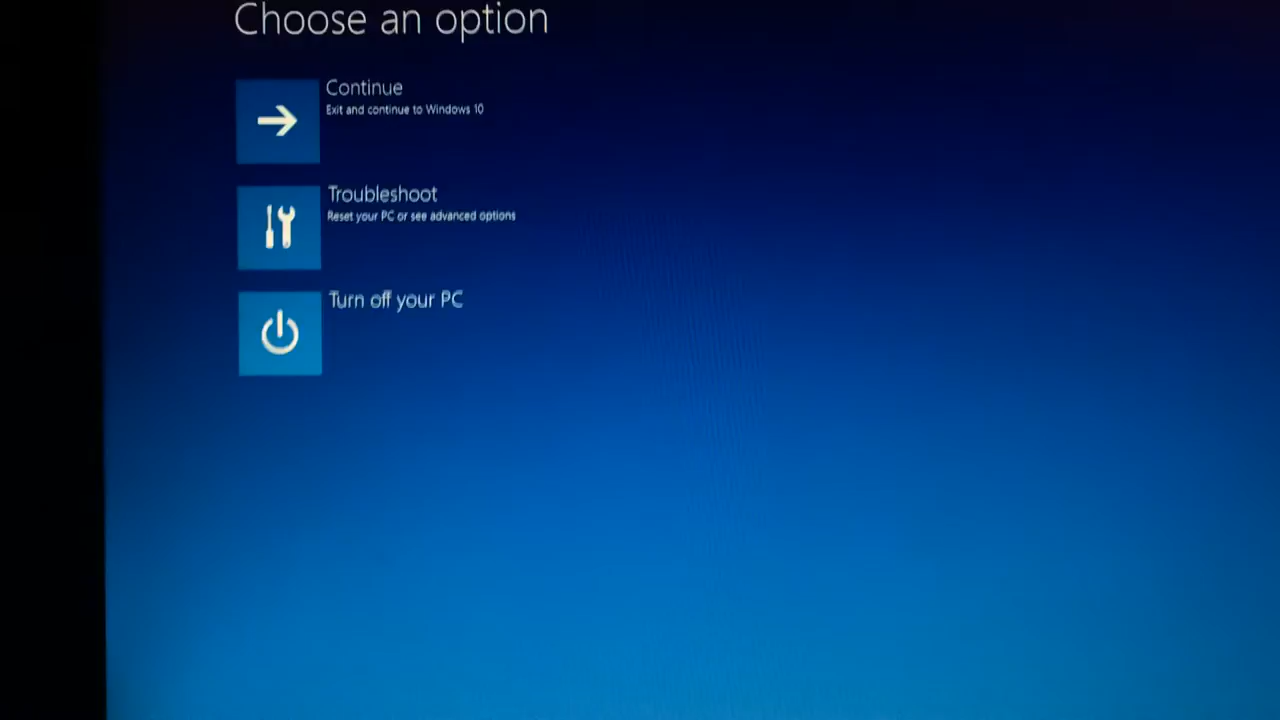 Choose an option
Continue
Exit and continue to Windows 10
Troubleshoot
Reset your PC or see advanced options
Turn off your PC